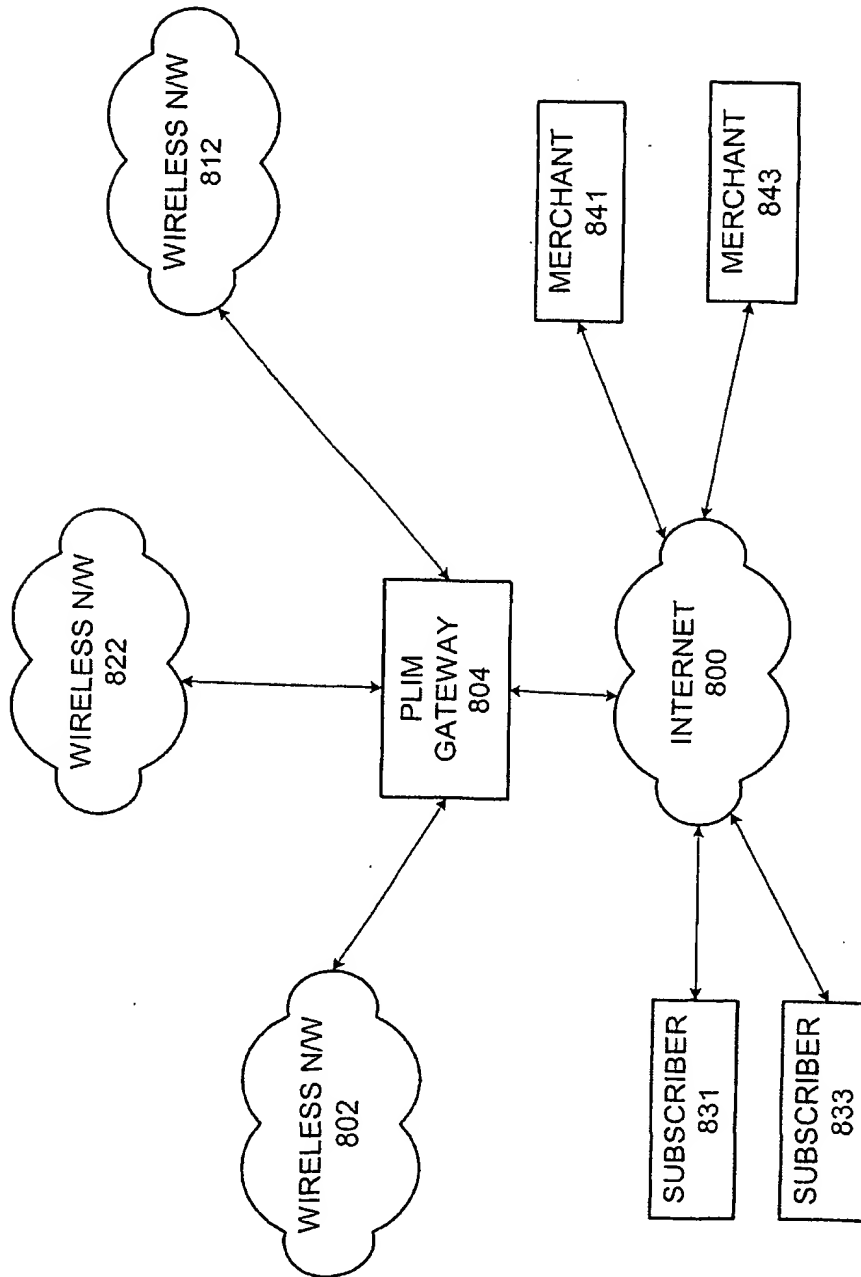 WIRELESS N/W
822
WIRELESS N/W
802
WIRELESS N/W
812
PLIM
GATEWAY
804
INTERNET
800
SUBSCRIBER
831
SUBSCRIBER
833
MERCHANT
841
MERCHANT
843